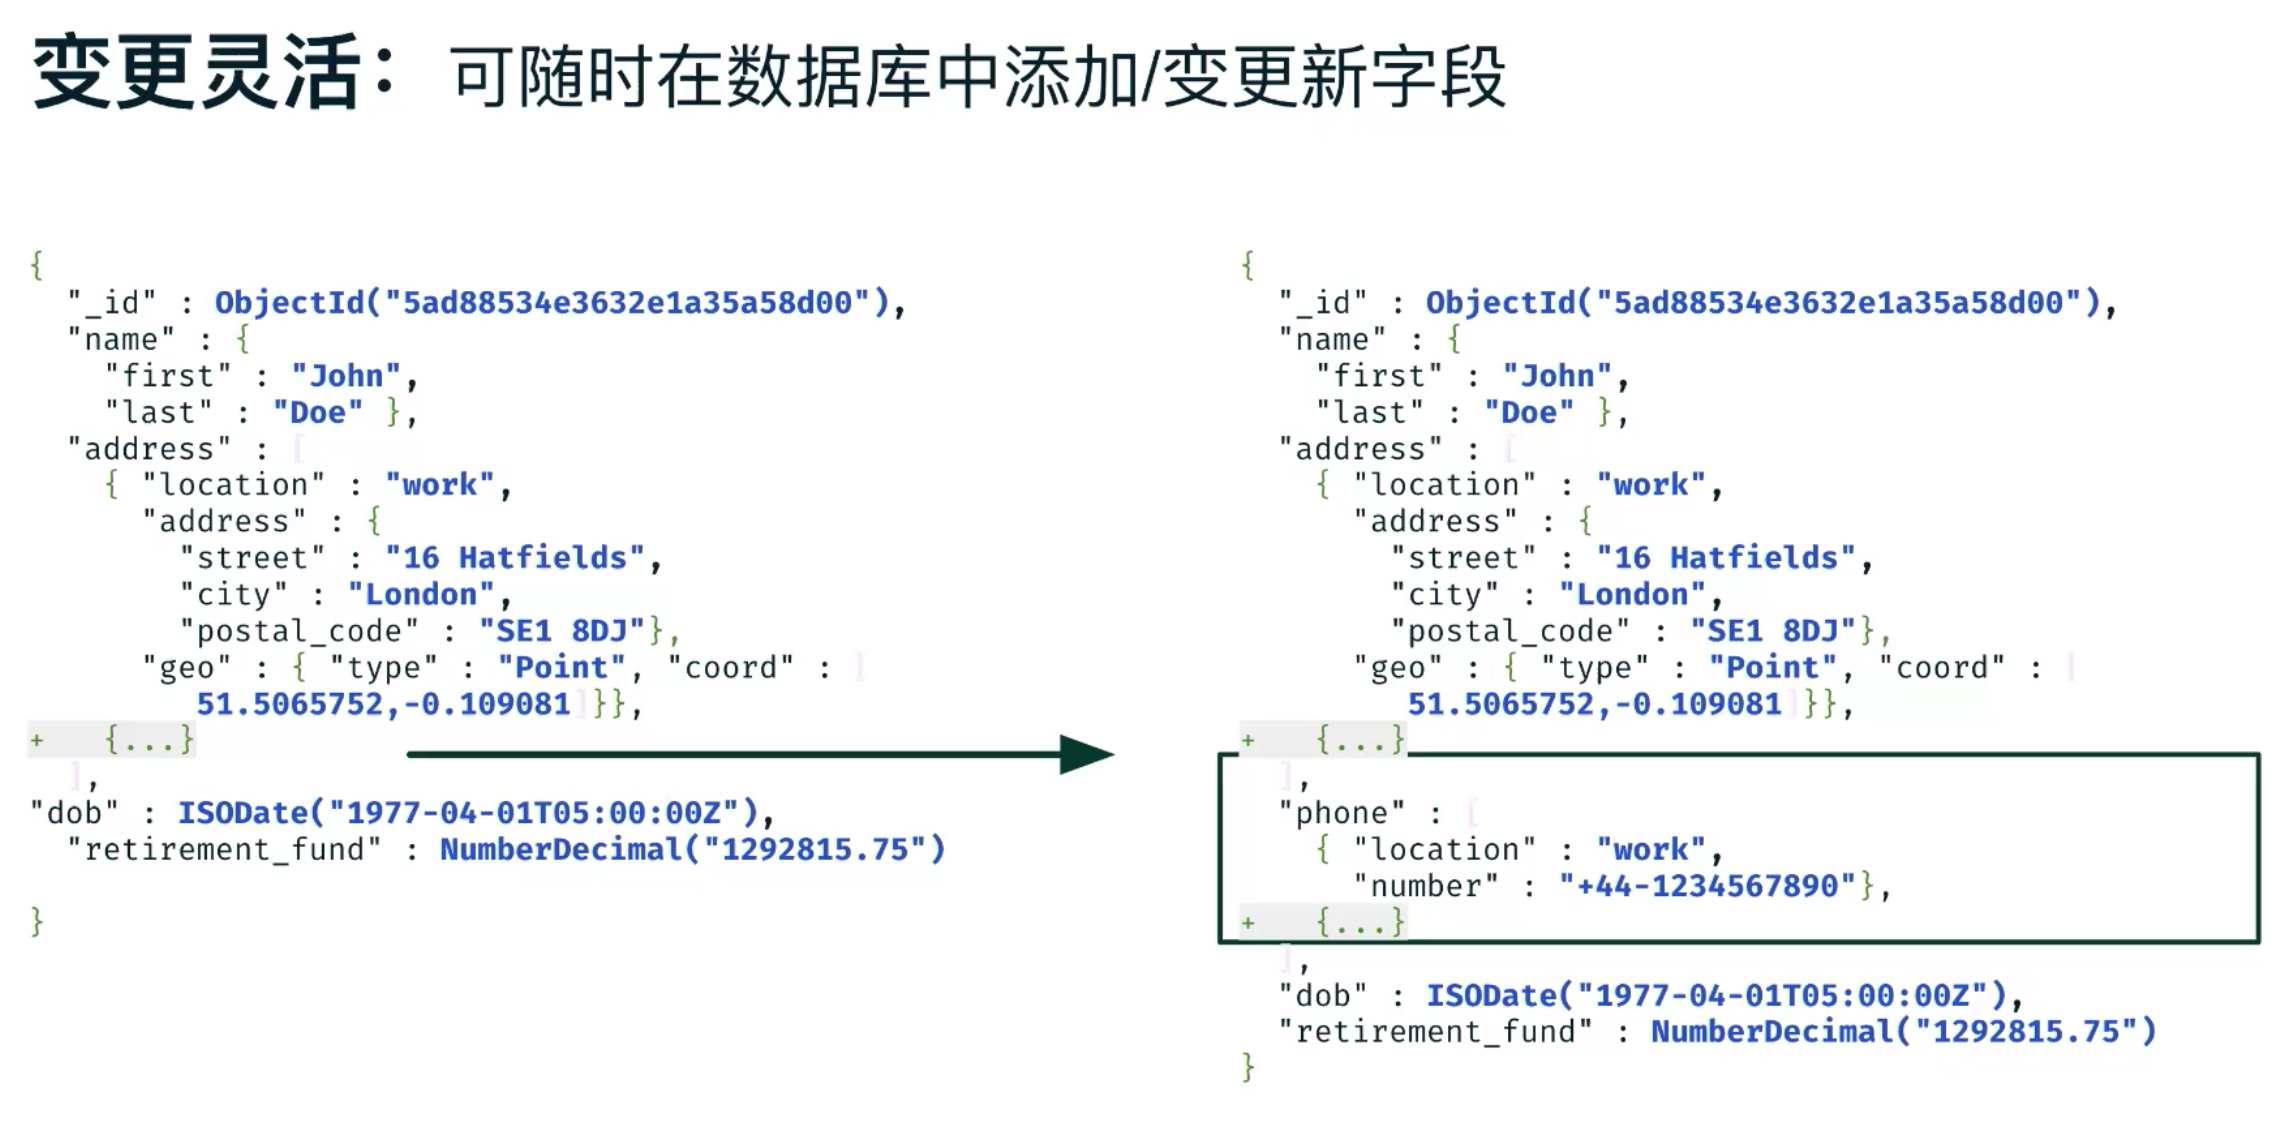 变更灵活：可随时在数据库中添加/变更新字段
{
"_id" : ObjectId("5ad88534e3632e1a35a58d00"),
"name" : {
"first" : "John",
"last" : "Doe" },
"address" : [
{ "location" : "work",
"address" : {
"street" : "16 Hatfields",
"city" : "London",
"postal_code" : "SE1 8DJ"},
"geo" : { "type" : "Point", "coord" : [
51.5065752,-0.109081]}},
+ {...}
],
"dob" : ISODate("1977-04-01T05:00:00Z"),
"retirement_fund" : NumberDecimal("1292815.75")
}
{
"_id" : ObjectId("5ad88534e3632e1a35a58d00"),
"name" : {
"first" : "John",
"last" : "Doe" },
"address" : [
{ "location" : "work",
"address" : {
"street" : "16 Hatfields",
"city" : "London",
"postal_code" : "SE1 8DJ"},
"geo" : { "type" : "Point", "coord" : [
51.5065752,-0.109081]}},
+ {...}
],
"phone" : [
{ "location" : "work",
"number" : "+44-1234567890"},
+ {...}
],
"dob" : ISODate("1977-04-01T05:00:00Z"),
"retirement_fund" : NumberDecimal("1292815.75")
}